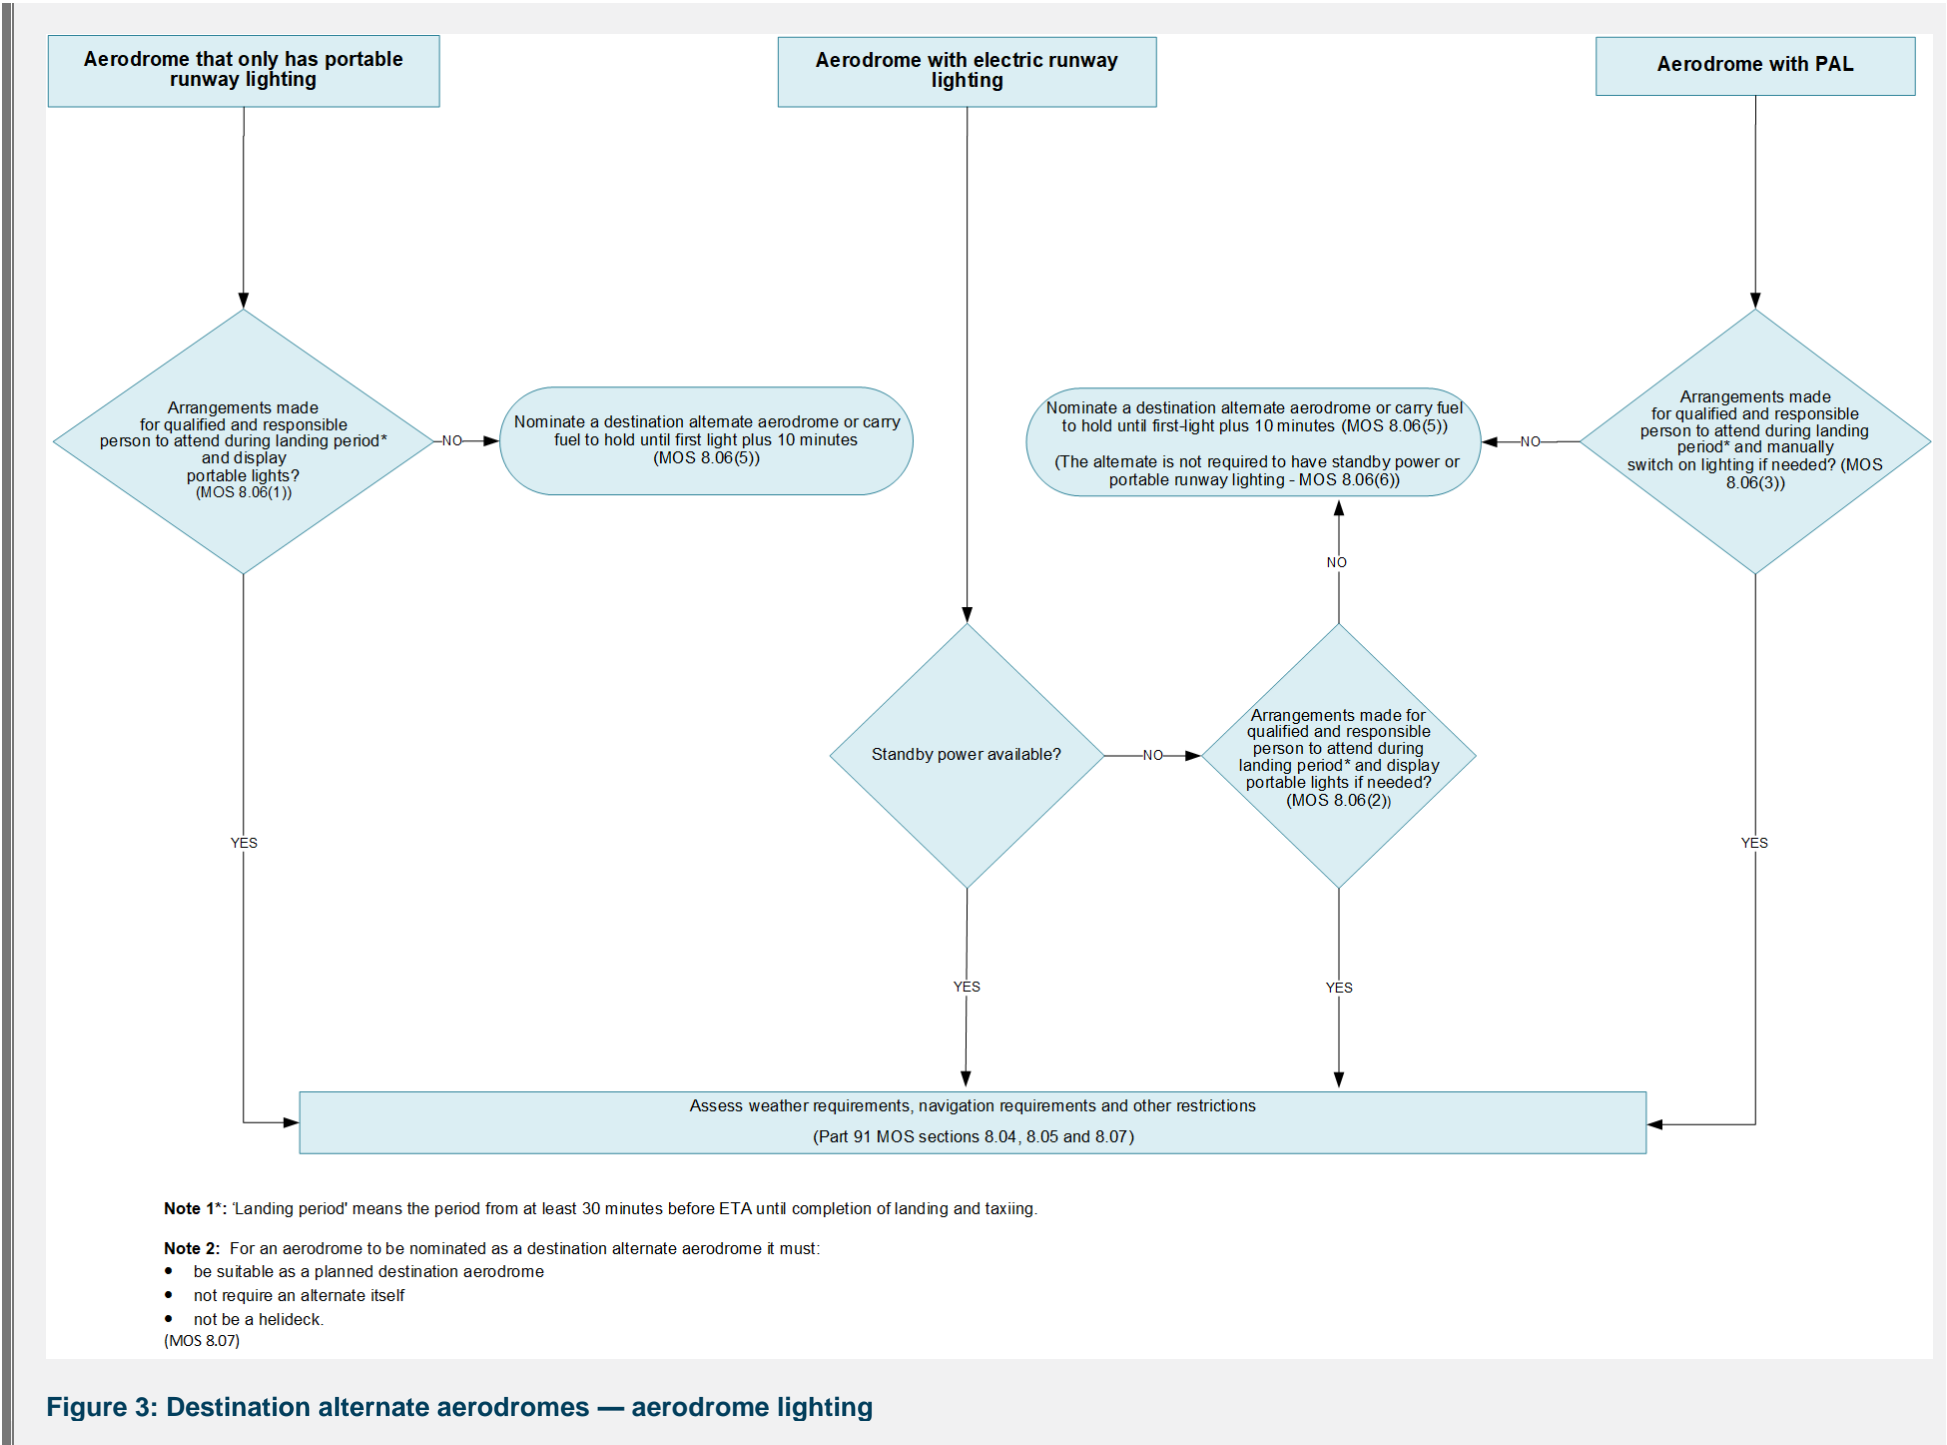 Aerodrome that only has portable
runway lighting
Aerodrome with electric runway
lighting
Aerodrome with PAL
Arrangements made
for qualified and responsible
person to attend during landing period*
and display
portable lights?
(MOS 8.06(1))
NO
Nominate a destination alternate aerodrome or carry
fuel to hold until first light plus 10 minutes
(MOS 8.06(5))
Nominate a destination alternate aerodrome or carry fuel
to hold until first-light plus 10 minutes (MOS 8.06(5))
(The alternate is not required to have standby power or
portable runway lighting - MOS 8.06(6))
NO
Arrangements made
for qualified and responsible
person to attend during landing
period* and manually
switch on lighting if needed? (MOS
8.06(3))
NO
Standby power available?
NO
Arrangements made for
qualified and responsible
person to attend during
landing period* and display
portable lights if needed?
(MOS 8.06(2))
YES
YES
YES
YES
Assess weather requirements, navigation requirements and other restrictions
(Part 91 MOS sections 8.04, 8.05 and 8.07)
Note 1*: 'Landing period' means the period from at least 30 minutes before ETA until completion of landing and taxiing.
Note 2: For an aerodrome to be nominated as a destination alternate aerodrome it must:
• be suitable as a planned destination aerodrome
• not require an alternate itself
• not be a helideck.
(MOS 8.07)
Figure 3: Destination alternate aerodromes — aerodrome lighting